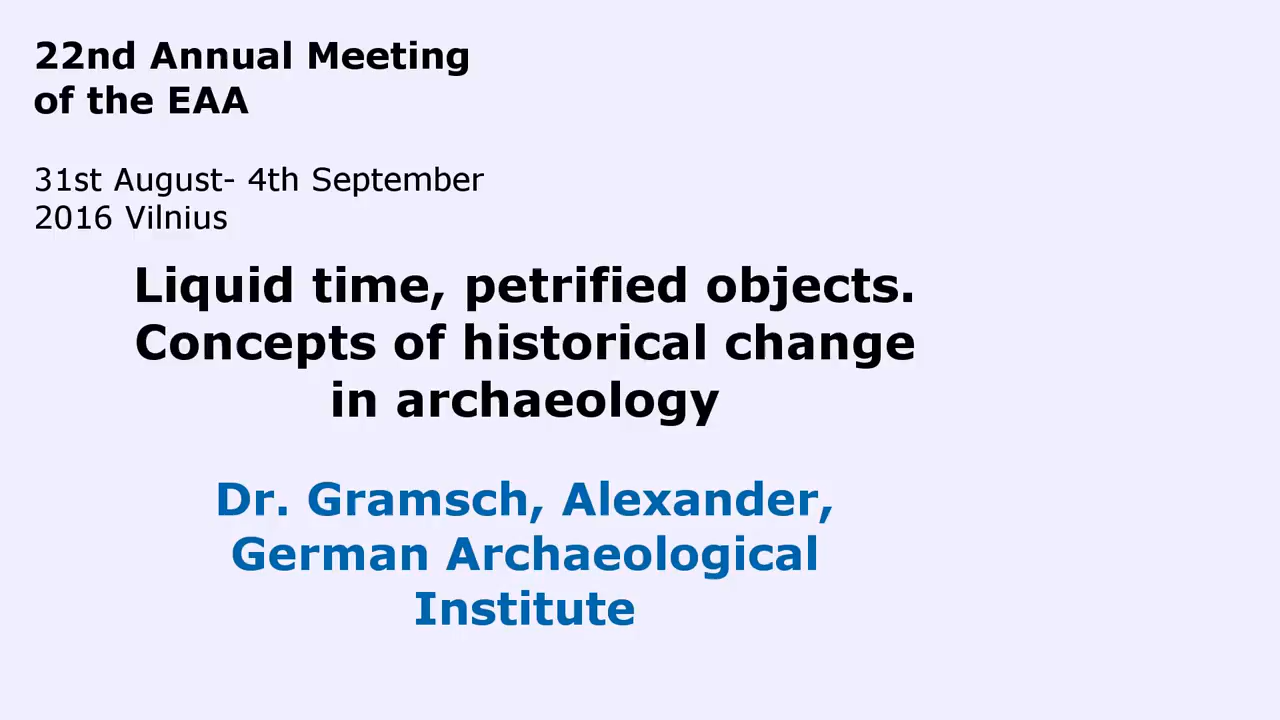 22nd Annual Meeting
of the EAA
31st August- 4th September
2016 Vilnius
Liquid time, petrified objects.
Concepts of historical change
in archaeology
Dr. Gramsch, Alexander,
German Archaeological
Institute